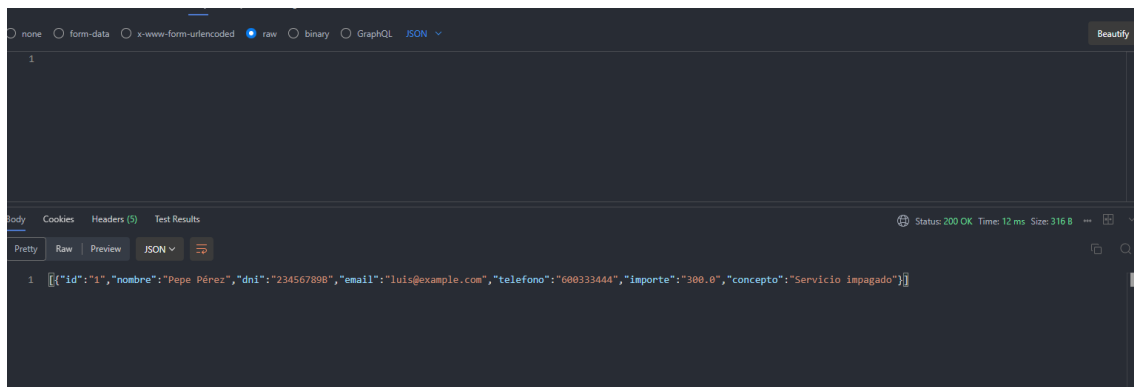 none form-data x-www-form-urlencoded raw binary GraphQL JSON
Beautify
1
Body Cookies Headers (5) Test Results
Status: 200 OK Time: 12 ms Size: 316 B
Pretty Raw Preview JSON
1 [{"id":"1","nombre":"Pepe Pérez","dni":"23456789B","email":"luis@example.com","telefono":"600333444","importe":"300.0","concepto":"Servicio impagado"}]